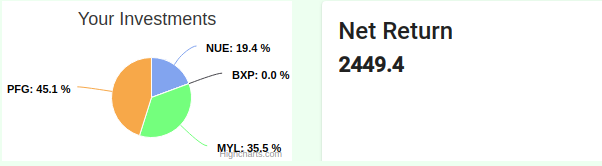 Your Investments
NUE: 19.4 %
BXP: 0.0 %
PFG: 45.1 %
MYL: 35.5 %
Highcharts.com
Net Return
2449.4